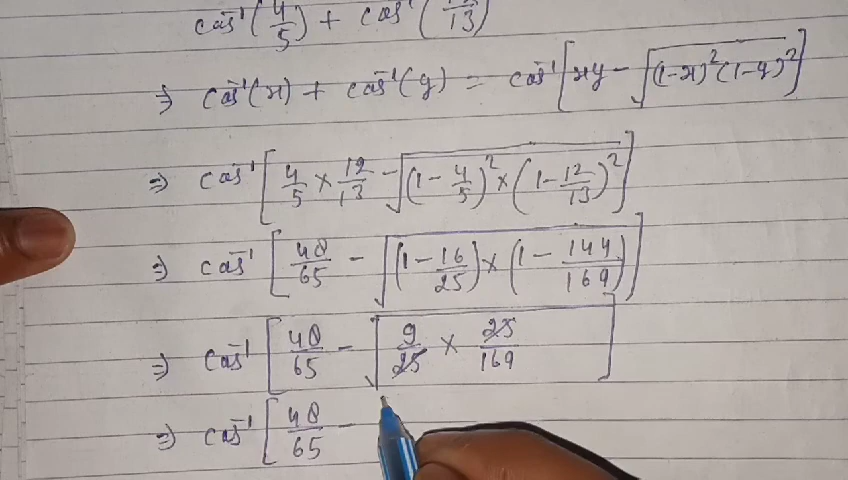 cos⁻¹(4/5) + cos⁻¹(12/13)
⇒ cos⁻¹(x) + cos⁻¹(y) = cos⁻¹[xy - √(1-x)²(1-y)²]
⇒ cos⁻¹[4/5 × 12/13 - √(1 - 4/5)² × (1 - 12/13)²]
⇒ cos⁻¹[48/65 - √(1 - 16/25) × (1 - 144/169)]
⇒ cos⁻¹[48/65 - √9/25 × 25/169]
⇒ cos⁻¹[48/65 -